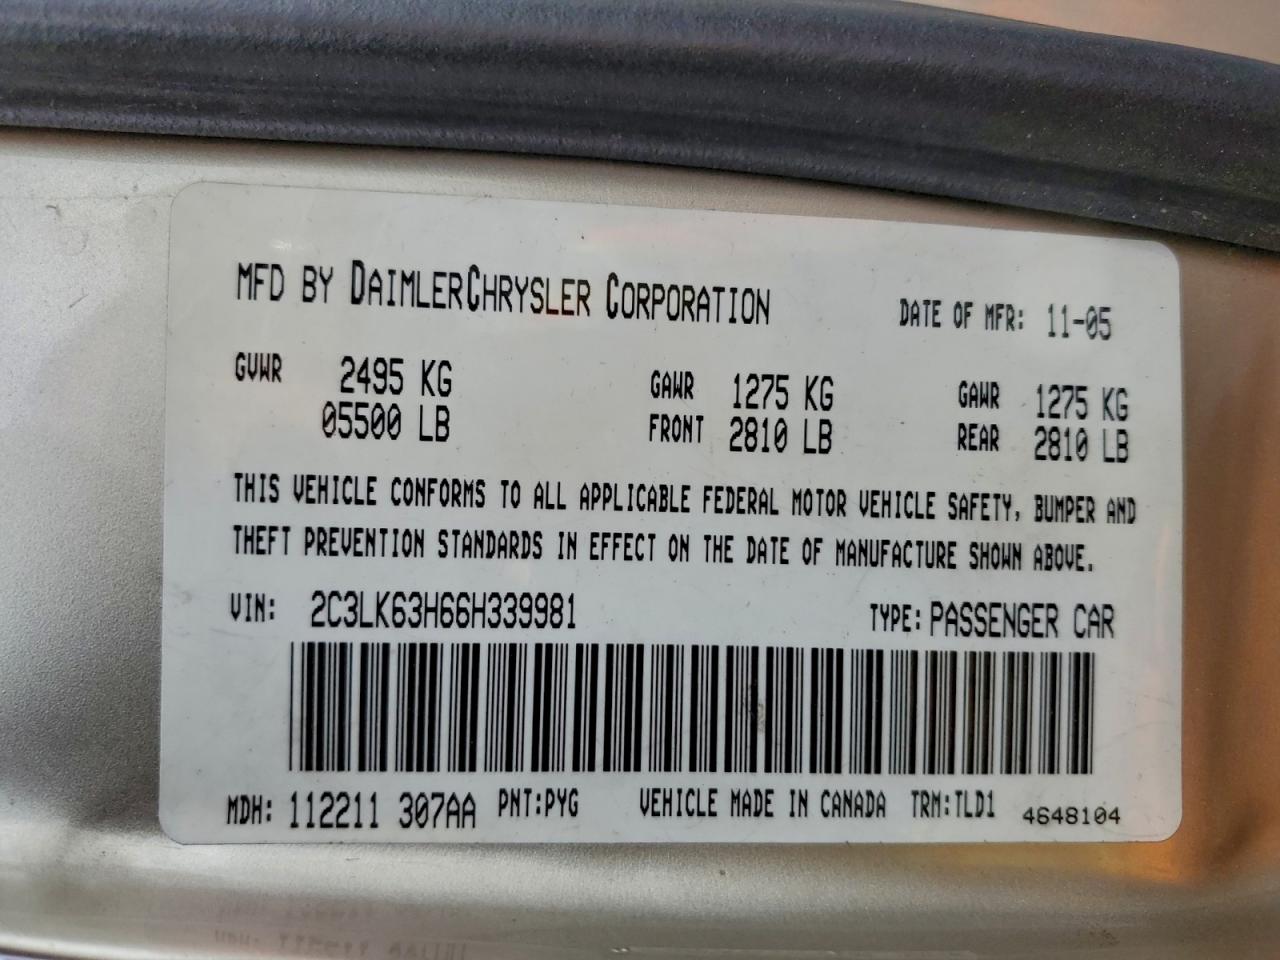 MFD BY DAIMLERCHRYSLER CORPORATION DATE OF MFR: 11-05
GVWR 2495 KG GAWR 1275 KG GAWR 1275 KG
05500 LB FRONT 2810 LB REAR 2810 LB
THIS VEHICLE CONFORMS TO ALL APPLICABLE FEDERAL MOTOR VEHICLE SAFETY, BUMPER AND
THEFT PREVENTION STANDARDS IN EFFECT ON THE DATE OF MANUFACTURE SHOWN ABOVE.
VIN: 2C3LK63H66H339981 TYPE: PASSENGER CAR
MDH: 112211 307AA PNT:PYG VEHICLE MADE IN CANADA TRM:TLD1 4648104